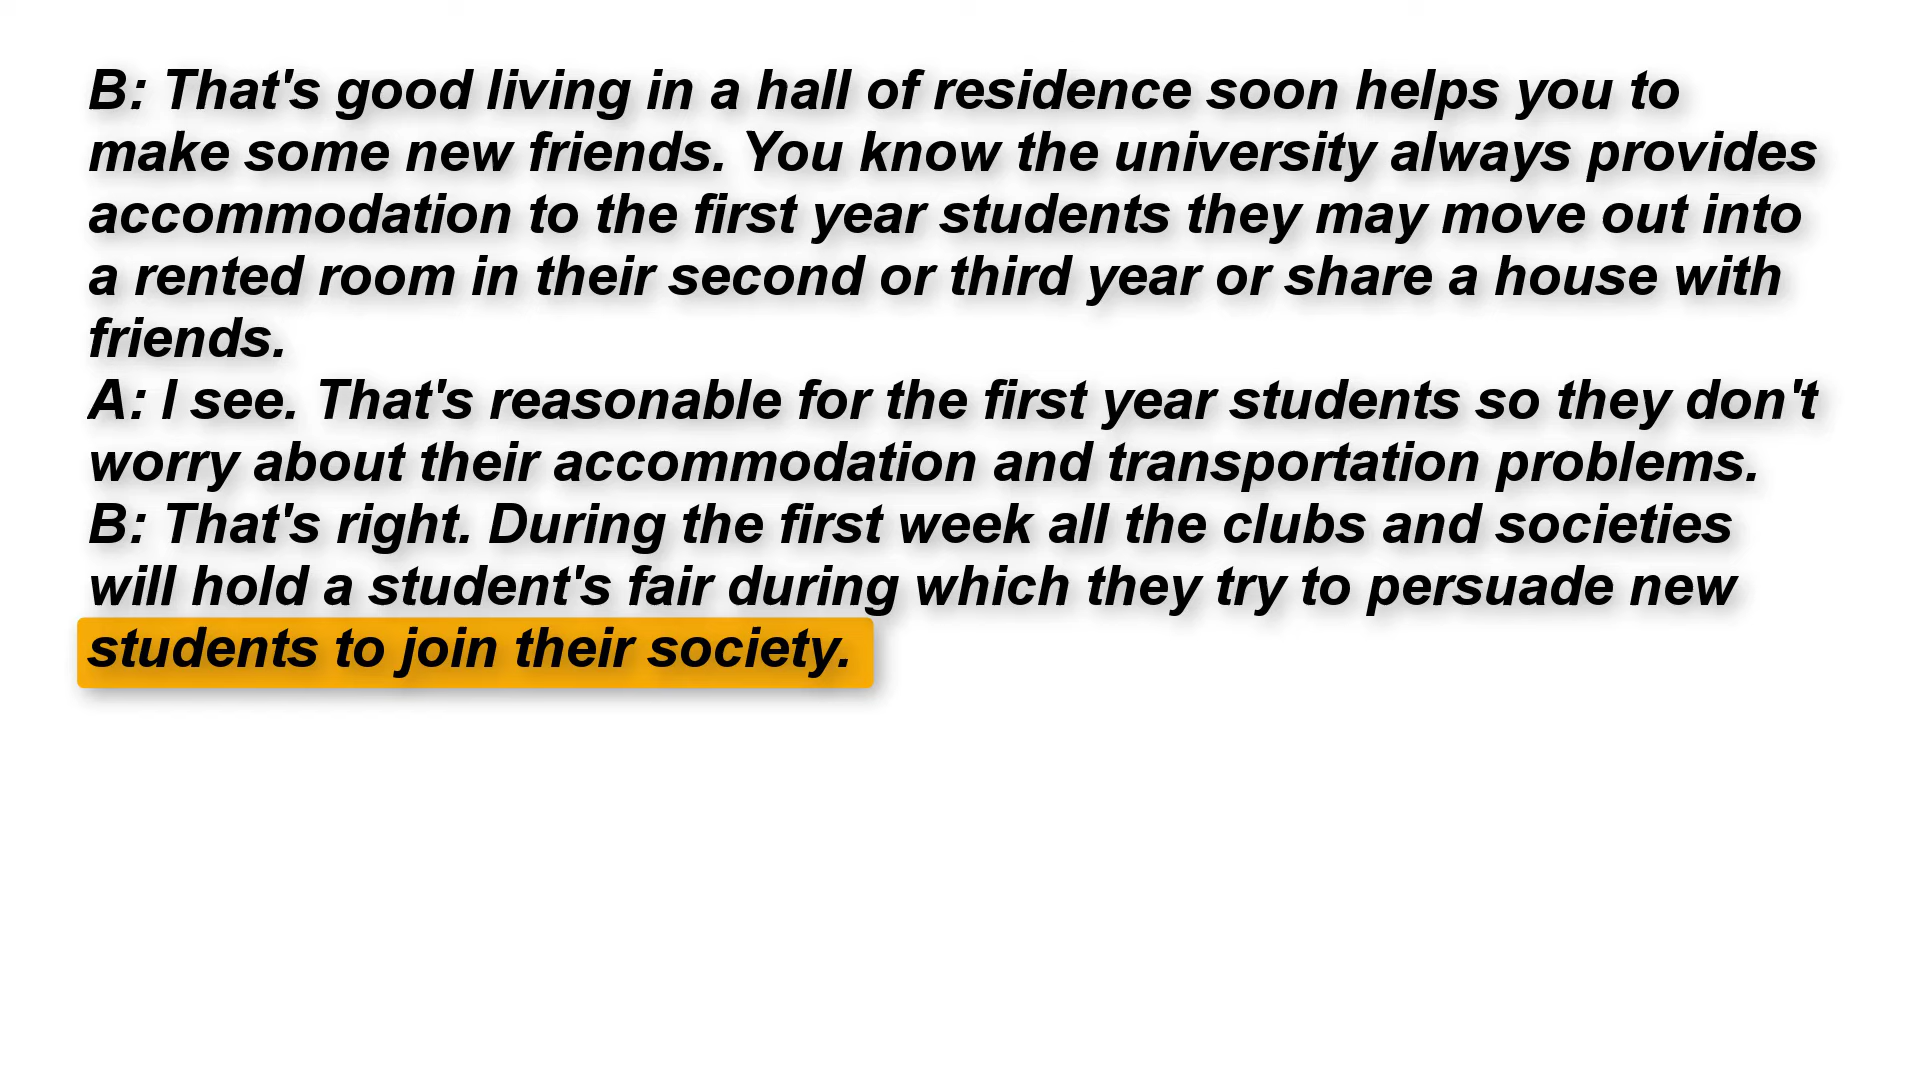 B: That's good living in a hall of residence soon helps you to
make some new friends. You know the university always provides
accommodation to the first year students they may move out into
a rented room in their second or third year or share a house with
friends.
A: I see. That's reasonable for the first year students so they don't
worry about their accommodation and transportation problems.
B: That's right. During the first week all the clubs and societies
will hold a student's fair during which they try to persuade new
students to join their society.